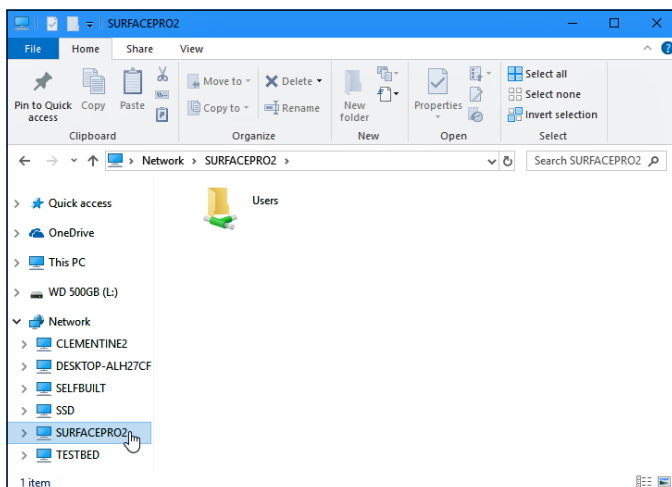 SURFACEPRO2
File Home Share View
Pin to Quick access
Copy
Paste
Move to
Copy to
Delete
Rename
New folder
Properties
Select all
Select none
Invert selection
Clipboard Organize New Open Select
Network > SURFACEPRO2 >
Search SURFACEPRO2
Quick access
OneDrive
This PC
WD 500GB (L:)
Network
CLEMENTINE2
DESKTOP-ALH27CF
SELFBUILT
SSD
SURFACEPRO2
TESTBED
Users
1 item